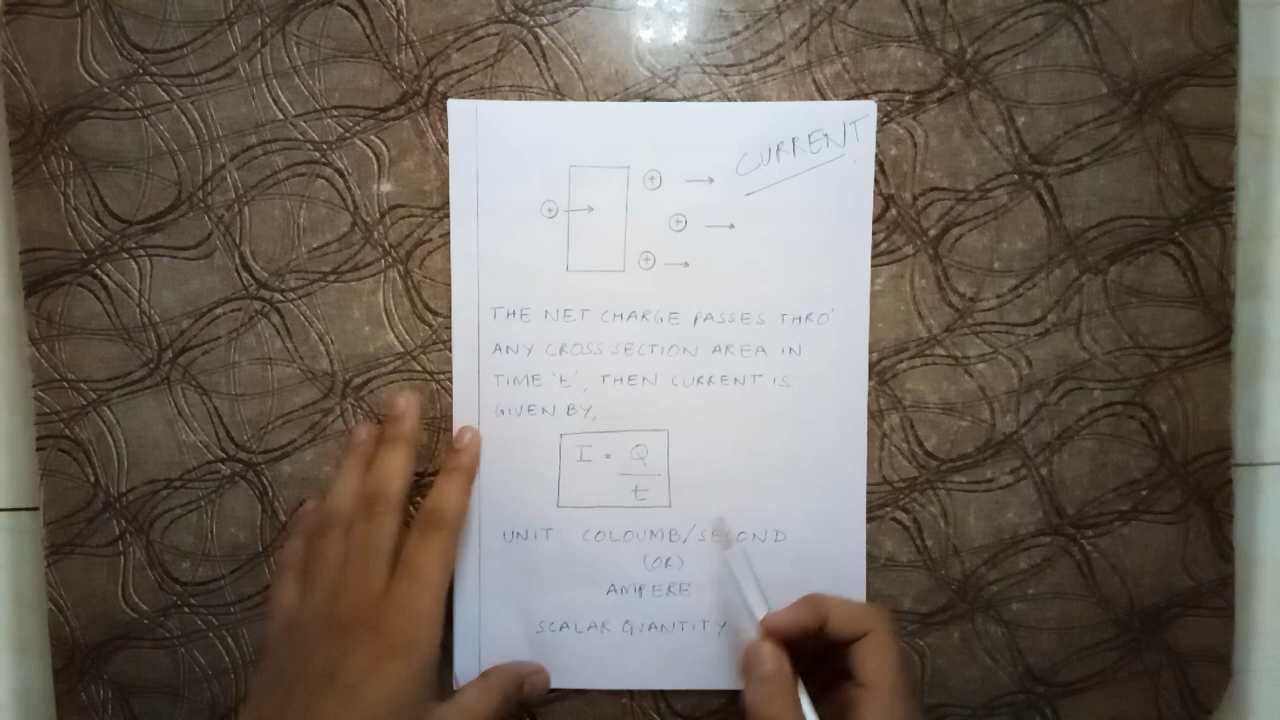 CURRENT
+
+
+
+
THE NET CHARGE PASSES THRO'
ANY CROSS SECTION AREA IN
TIME 't', THEN CURRENT IS
GIVEN BY,
I = Q
t
UNIT: COLOUMB/SECOND
(OR)
AMPERE
SCALAR QUANTITY